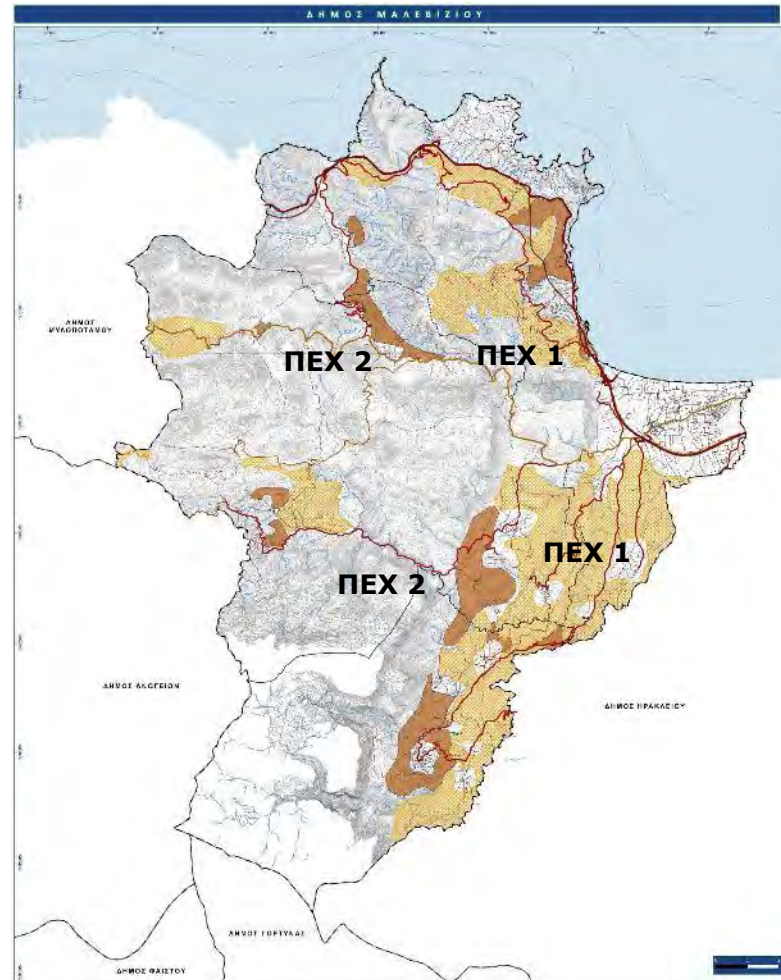 ΔΗΜΟΣ ΜΑΛΕΒΙΖΙΟΥ
ΔΗΜΟΣ
ΜΥΛΟΠΟΤΑΜΟΥ
ΠΕΧ 2
ΠΕΧ 1
ΠΕΧ 1
ΠΕΧ 2
ΔΗΜΟΣ ΑΝΩΓΕΙΩΝ
ΔΗΜΟΣ ΗΡΑΚΛΕΙΟΥ
ΔΗΜΟΣ ΓΟΡΤΥΝΑΣ
ΔΗΜΟΣ ΦΑΙΣΤΟΥ